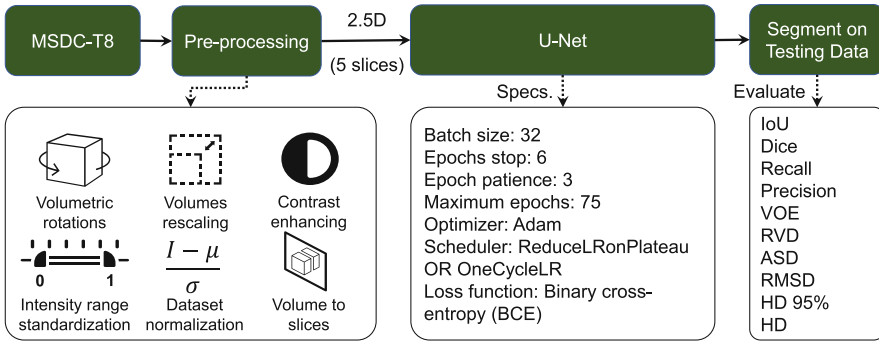 MSDC-T8
Pre-processing
2.5D
(5 slices)
U-Net
Segment on
Testing Data
Specs.
Evaluate
Volumetric
rotations
Volumes
rescaling
Contrast
enhancing
0 1
Intensity range
standardization
I − μ
σ
Dataset
normalization
Volume to
slices
Batch size: 32
Epochs stop: 6
Epoch patience: 3
Maximum epochs: 75
Optimizer: Adam
Scheduler: ReduceLRonPlateau
OR OneCycleLR
Loss function: Binary cross-
entropy (BCE)
IoU
Dice
Recall
Precision
VOE
RVD
ASD
RMSD
HD 95%
HD